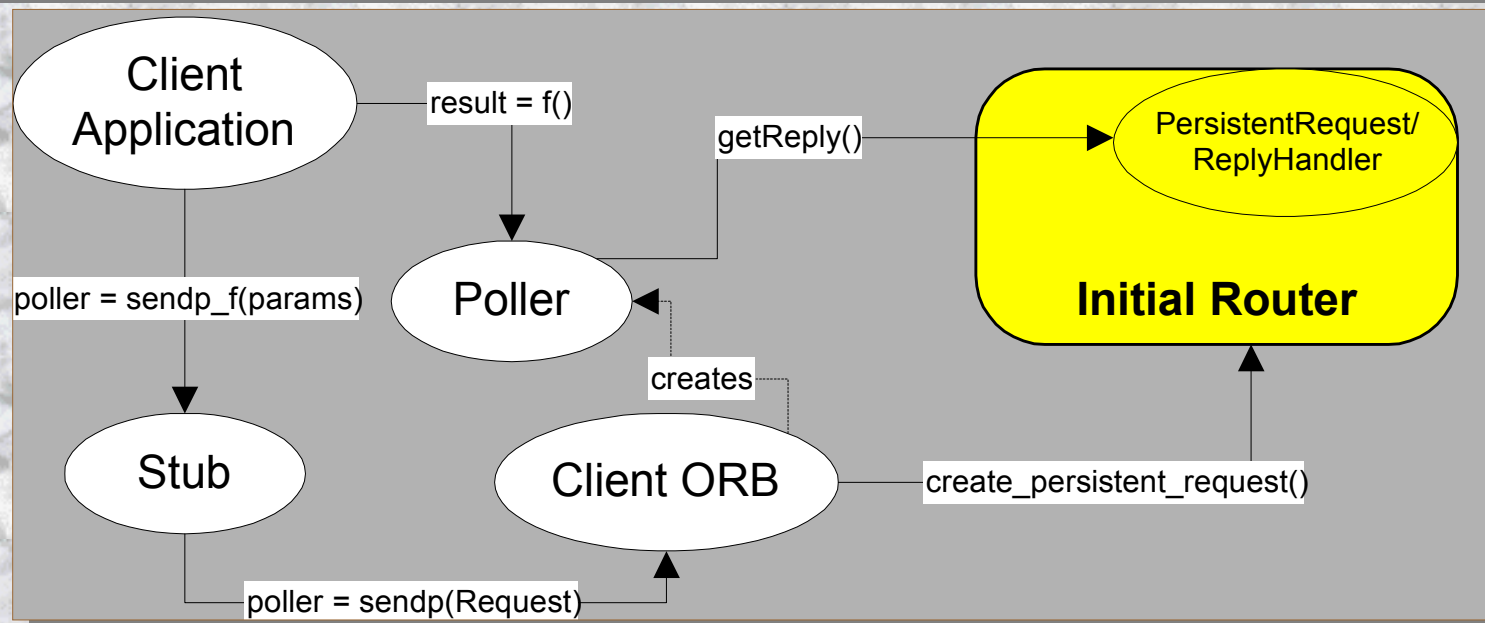 Client
Application
result = f()
getReply()
PersistentRequest/
ReplyHandler
poller = sendp_f(params)
Poller
Initial Router
creates
Stub
Client ORB
create_persistent_request()
poller = sendp(Request)